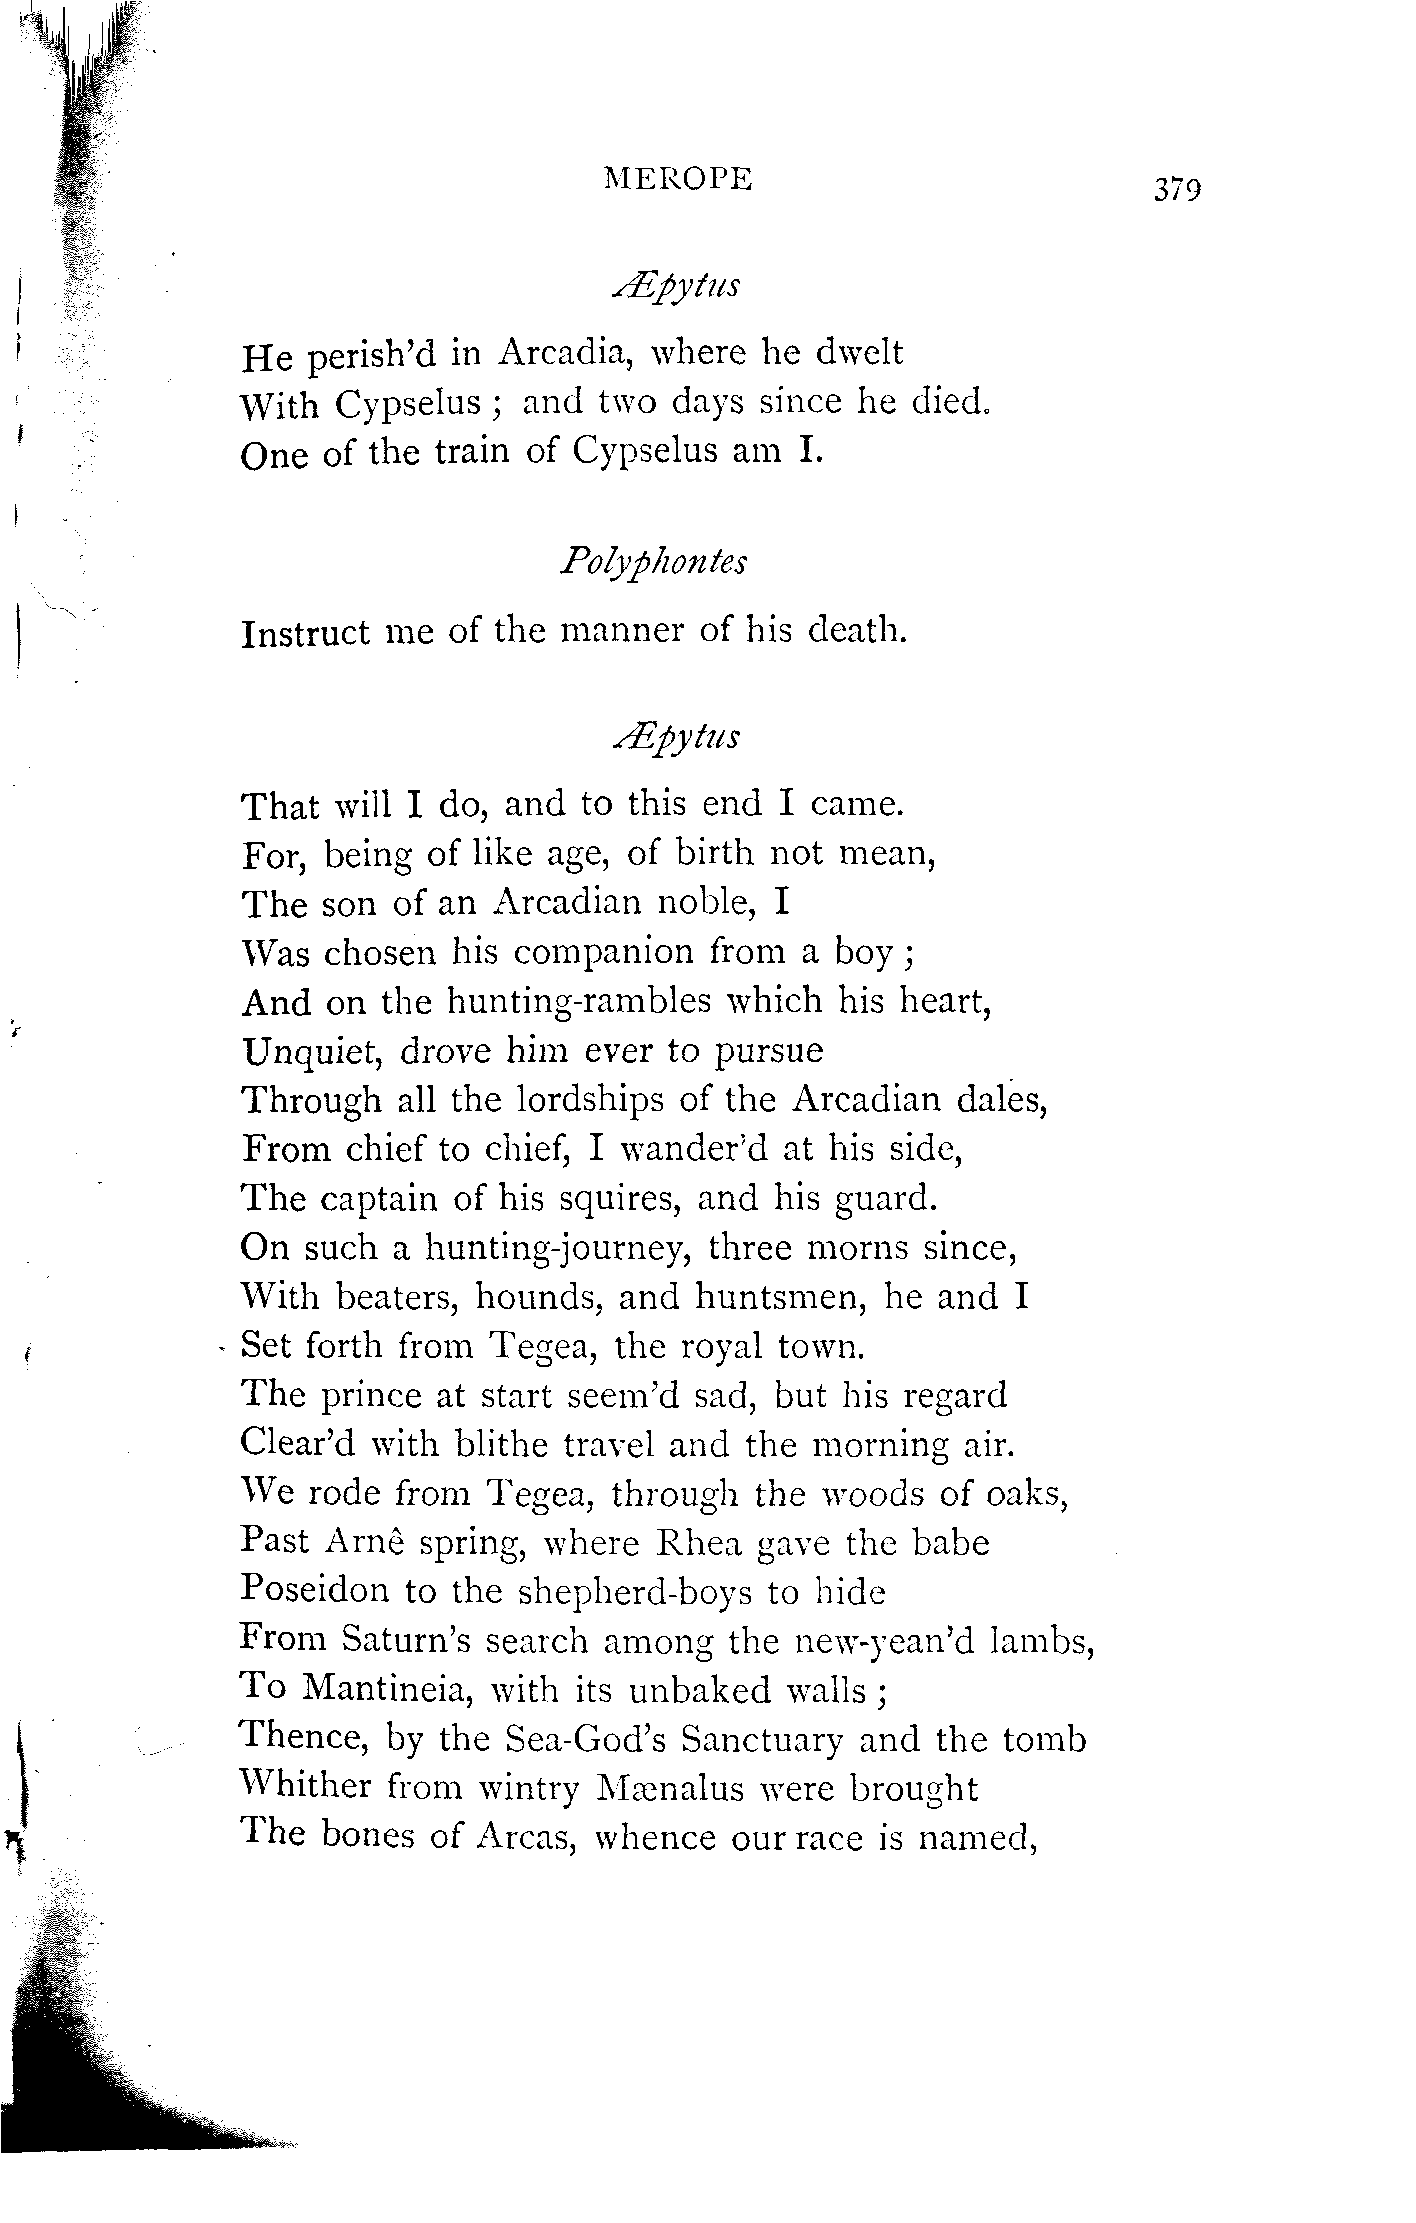 MEROPE 379
Æpytus
He perish'd in Arcadia, where he dwelt
With Cypselus ; and two days since he died.
One of the train of Cypselus am I.
Polyphontes
Instruct me of the manner of his death.
Æpytus
That will I do, and to this end I came.
For, being of like age, of birth not mean,
The son of an Arcadian noble, I
Was chosen his companion from a boy ;
And on the hunting-rambles which his heart,
Unquiet, drove him ever to pursue
Through all the lordships of the Arcadian dales,
From chief to chief, I wander'd at his side,
The captain of his squires, and his guard.
On such a hunting-journey, three morns since,
With beaters, hounds, and huntsmen, he and I
Set forth from Tegea, the royal town.
The prince at start seem'd sad, but his regard
Clear'd with blithe travel and the morning air.
We rode from Tegea, through the woods of oaks,
Past Arnê spring, where Rhea gave the babe
Poseidon to the shepherd-boys to hide
From Saturn's search among the new-yean'd lambs,
To Mantineia, with its unbaked walls ;
Thence, by the Sea-God's Sanctuary and the tomb
Whither from wintry Mænalus were brought
The bones of Arcas, whence our race is named,